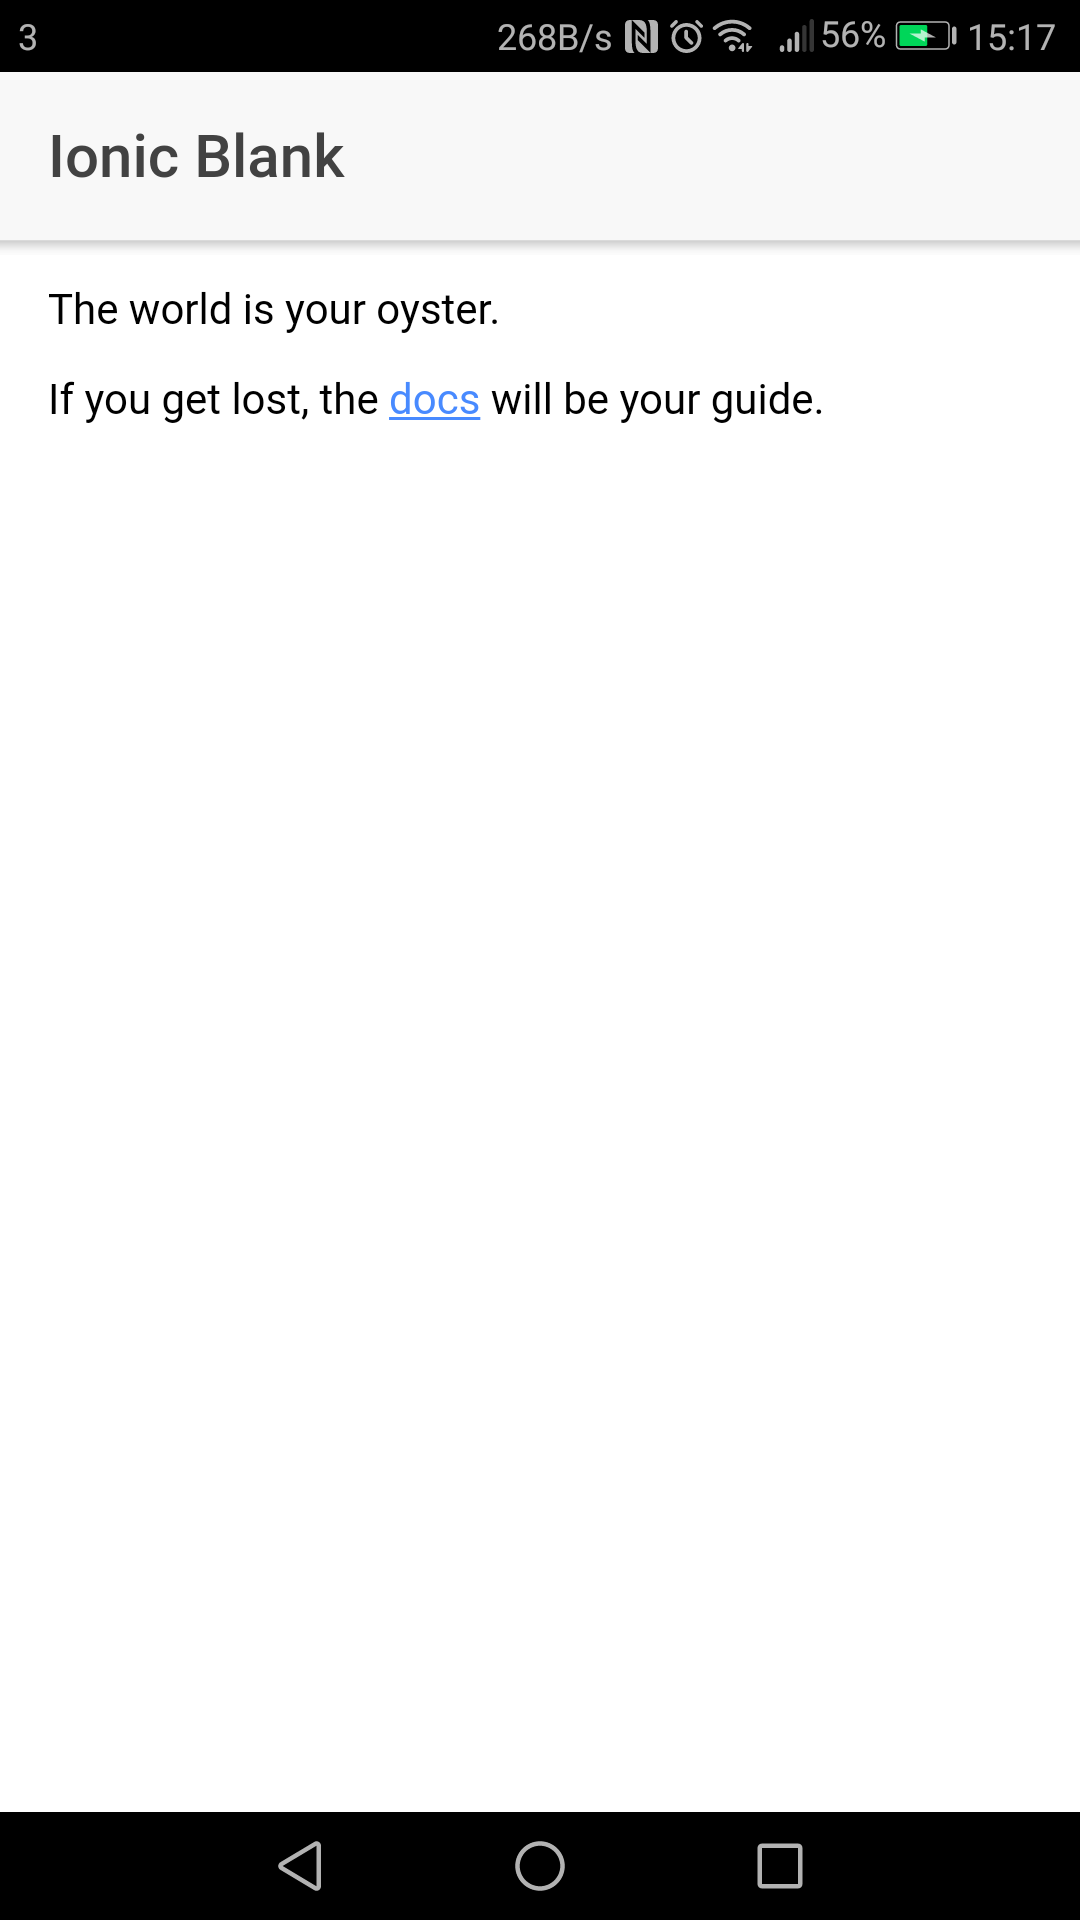 3 268B/s 56% 15:17
Ionic Blank
The world is your oyster.
If you get lost, the docs will be your guide.